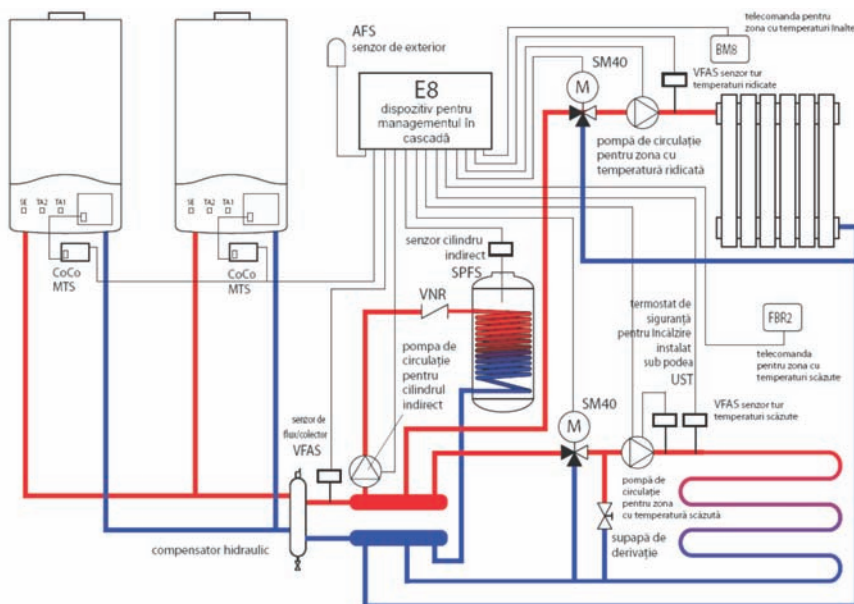 AFS
senzor de exterior
E8
dispozitiv pentru
managementul în
cascadă
SM40
M
telecomanda pentru
zona cu temperaturi înalte
BM8
VFAS senzor tur
temperaturi ridicate
pompă de circulație
pentru zona cu
temperatură ridicată
SE TA2 TA1
CoCo
MTS
SE TA2 TA1
CoCo
MTS
senzor cilindru
indirect
SPFS
VNR
pompa de
circulație
pentru
cilindrul
indirect
termostat de
siguranță
pentru încălzire
instalat
sub podea
UST
FBR2
telecomanda
pentru zona cu
temperaturi scăzute
senzor de
flux/colector
VFAS
SM40
M
VFAS senzor tur
temperaturi scăzute
pompă de
circulație
pentru zona
cu temperatură scăzută
supapă de
derivație
compensator hidraulic